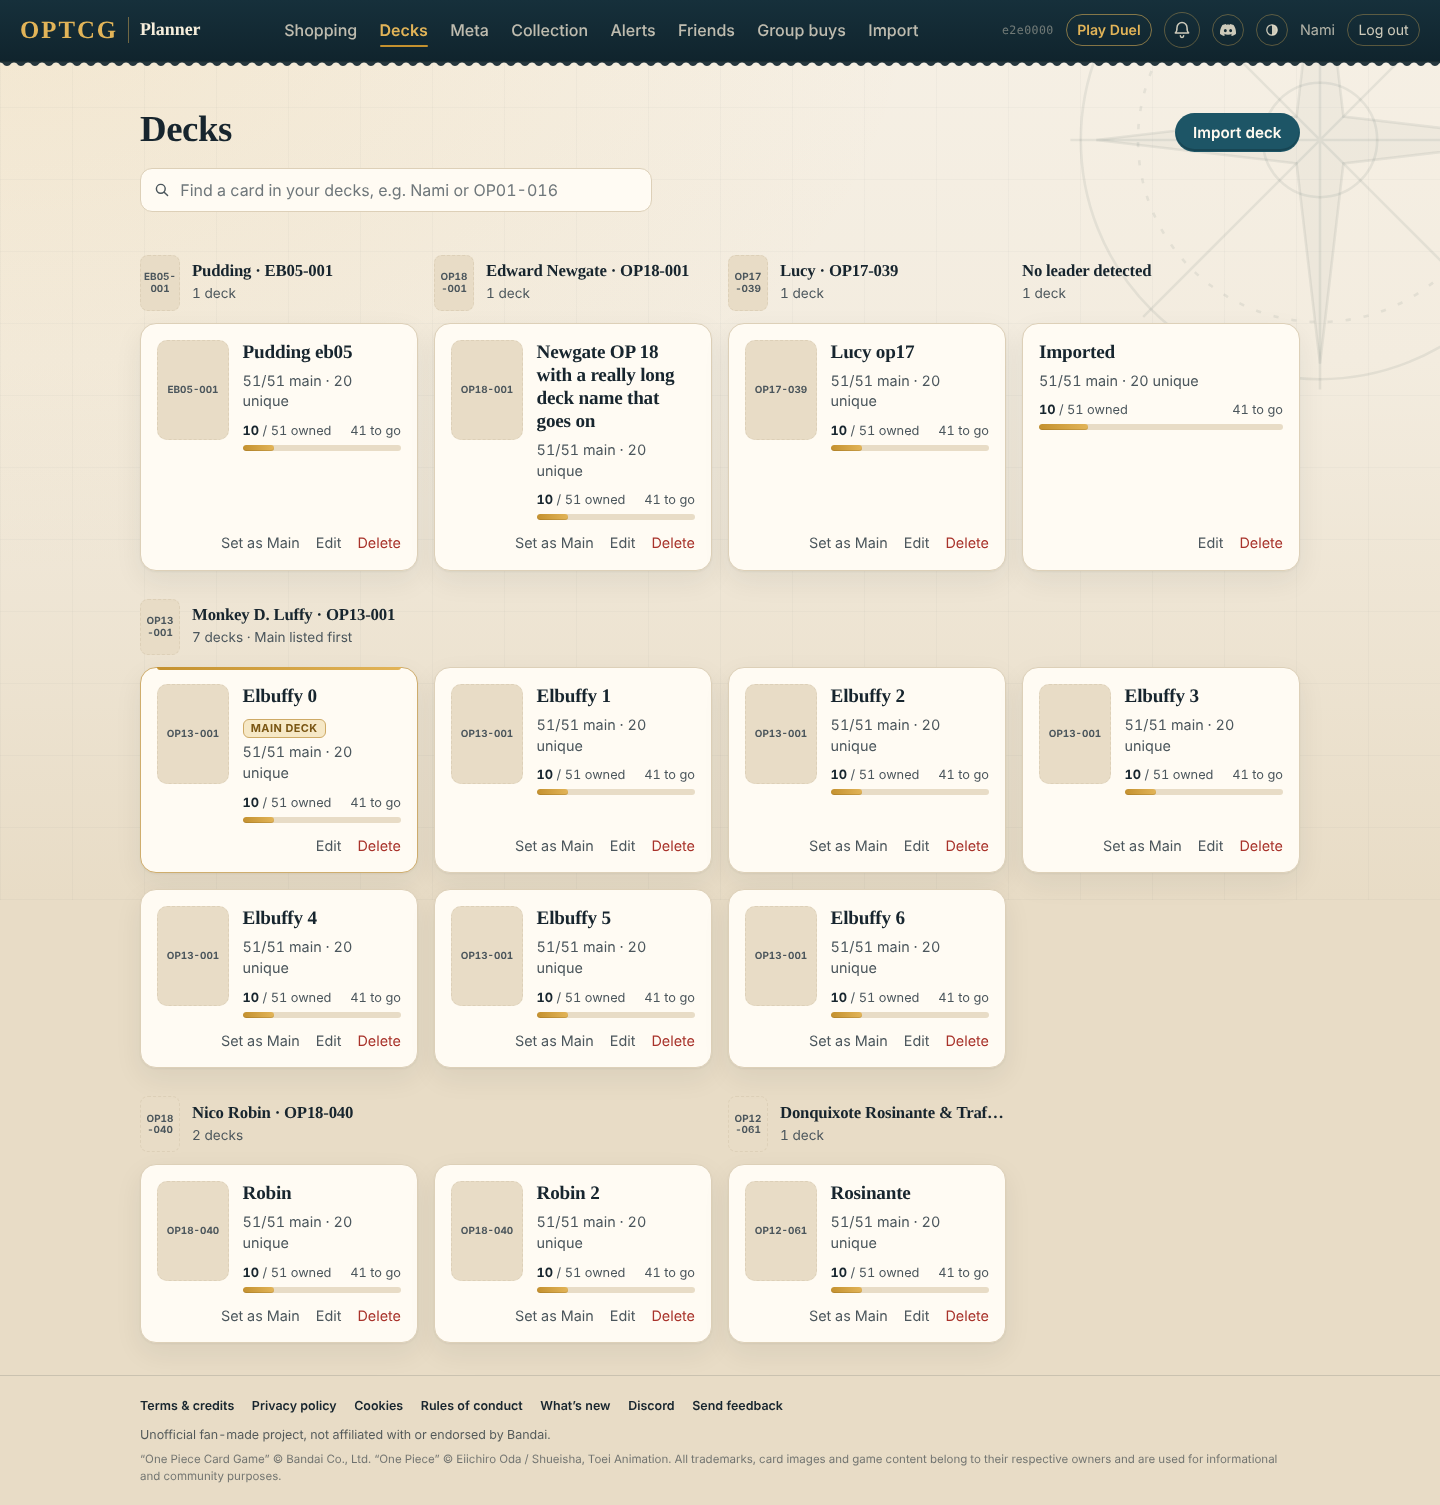 OPTCG Planner Shopping Decks Meta Collection Alerts Friends Group buys Import e2e0000 Play Duel Nami Log out
Decks
Import deck
Find a card in your decks, e.g. Nami or OP01-016
EB05-
001
Pudding · EB05-001
1 deck
OP18
-001
Edward Newgate · OP18-001
1 deck
OP17
-039
Lucy · OP17-039
1 deck
No leader detected
1 deck
EB05-001
Pudding eb05
51/51 main · 20
unique
10 / 51 owned 41 to go
Set as Main Edit Delete
OP18-001
Newgate OP 18
with a really long
deck name that
goes on
51/51 main · 20
unique
10 / 51 owned 41 to go
Set as Main Edit Delete
OP17-039
Lucy op17
51/51 main · 20
unique
10 / 51 owned 41 to go
Set as Main Edit Delete
Imported
51/51 main · 20 unique
10 / 51 owned 41 to go
Edit Delete
OP13
-001
Monkey D. Luffy · OP13-001
7 decks · Main listed first
OP13-001
Elbuffy 0
MAIN DECK
51/51 main · 20
unique
10 / 51 owned 41 to go
Edit Delete
OP13-001
Elbuffy 1
51/51 main · 20
unique
10 / 51 owned 41 to go
Set as Main Edit Delete
OP13-001
Elbuffy 2
51/51 main · 20
unique
10 / 51 owned 41 to go
Set as Main Edit Delete
OP13-001
Elbuffy 3
51/51 main · 20
unique
10 / 51 owned 41 to go
Set as Main Edit Delete
OP13-001
Elbuffy 4
51/51 main · 20
unique
10 / 51 owned 41 to go
Set as Main Edit Delete
OP13-001
Elbuffy 5
51/51 main · 20
unique
10 / 51 owned 41 to go
Set as Main Edit Delete
OP13-001
Elbuffy 6
51/51 main · 20
unique
10 / 51 owned 41 to go
Set as Main Edit Delete
OP18
-040
Nico Robin · OP18-040
2 decks
OP12
-061
Donquixote Rosinante & Traf…
1 deck
OP18-040
Robin
51/51 main · 20
unique
10 / 51 owned 41 to go
Set as Main Edit Delete
OP18-040
Robin 2
51/51 main · 20
unique
10 / 51 owned 41 to go
Set as Main Edit Delete
OP12-061
Rosinante
51/51 main · 20
unique
10 / 51 owned 41 to go
Set as Main Edit Delete
Terms & credits Privacy policy Cookies Rules of conduct What’s new Discord Send feedback
Unofficial fan-made project, not affiliated with or endorsed by Bandai.
“One Piece Card Game” © Bandai Co., Ltd. “One Piece” © Eiichiro Oda / Shueisha, Toei Animation. All trademarks, card images and game content belong to their respective owners and are used for informational
and community purposes.